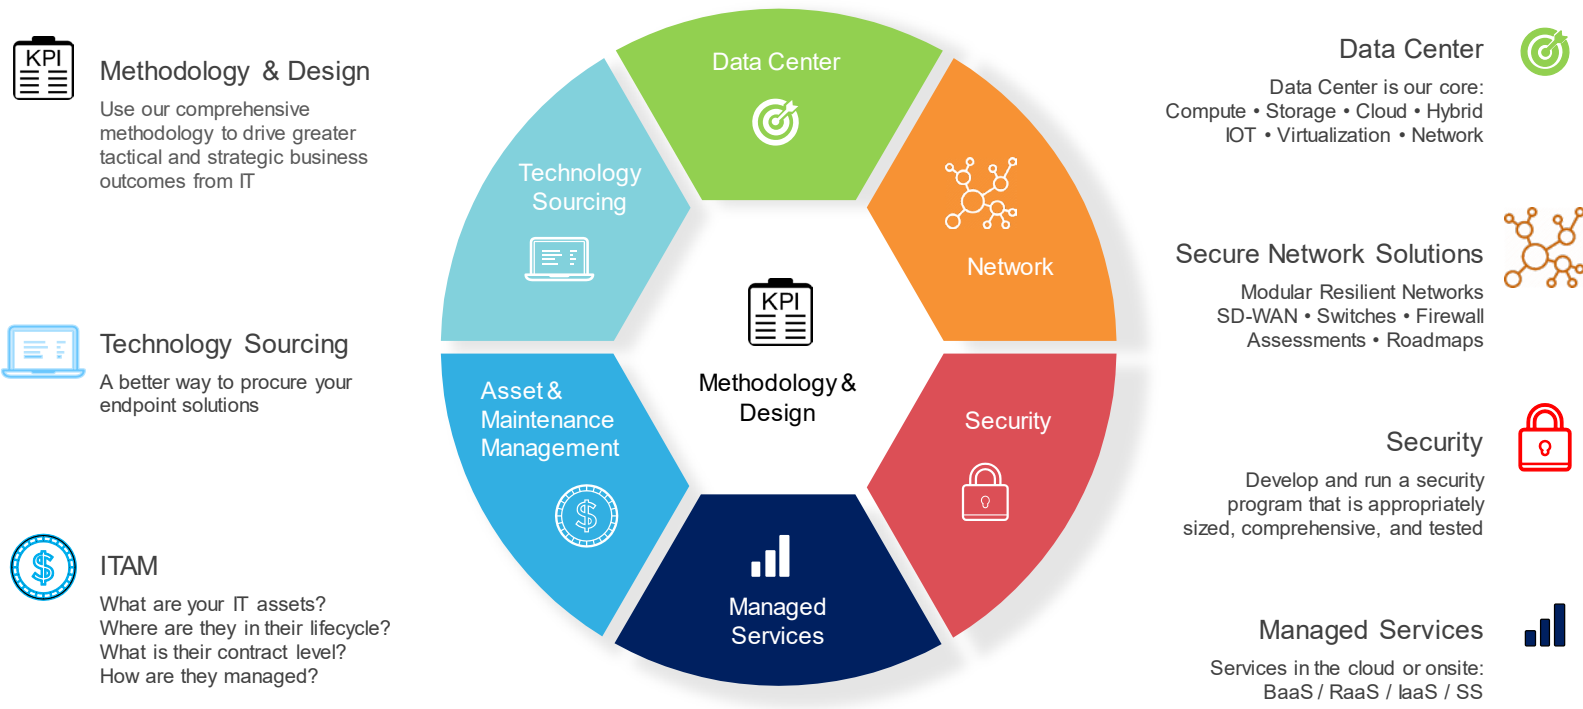 KPI
Methodology & Design
Use our comprehensive
methodology to drive greater
tactical and strategic business
outcomes from IT
Technology Sourcing
A better way to procure your
endpoint solutions
ITAM
What are your IT assets?
Where are they in their lifecycle?
What is their contract level?
How are they managed?
Data Center
Technology
Sourcing
Network
KPI
Methodology &
Design
Asset &
Maintenance
Management
$
Security
Managed
Services
$
Data Center
Data Center is our core:
Compute • Storage • Cloud • Hybrid
IOT • Virtualization • Network
Secure Network Solutions
Modular Resilient Networks
SD-WAN • Switches • Firewall
Assessments • Roadmaps
Security
Develop and run a security
program that is appropriately
sized, comprehensive, and tested
Managed Services
Services in the cloud or onsite:
BaaS / RaaS / IaaS / SS